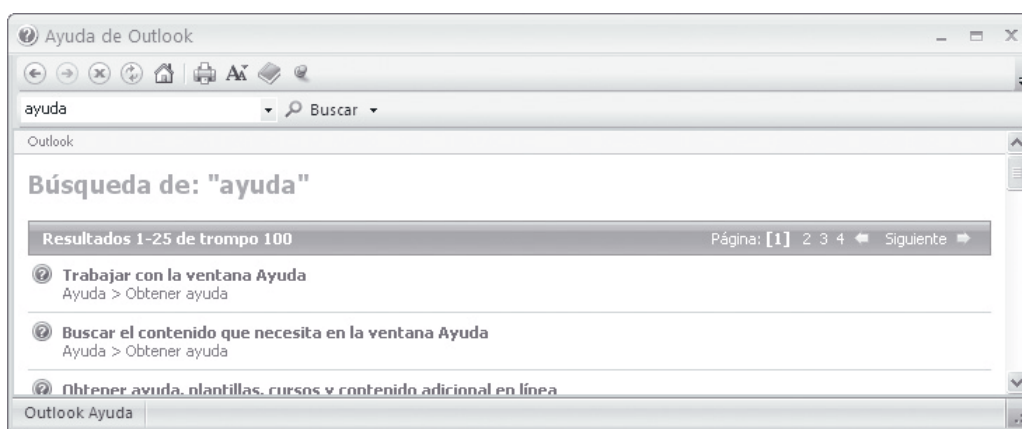 Ayuda de Outlook
ayuda Buscar
Outlook
Búsqueda de: "ayuda"
Resultados 1-25 de trompo 100 Página: [1] 2 3 4 Siguiente
Trabajar con la ventana Ayuda
Ayuda > Obtener ayuda
Buscar el contenido que necesita en la ventana Ayuda
Ayuda > Obtener ayuda
Obtener ayuda, plantillas, cursos y contenido adicional en línea
Outlook Ayuda